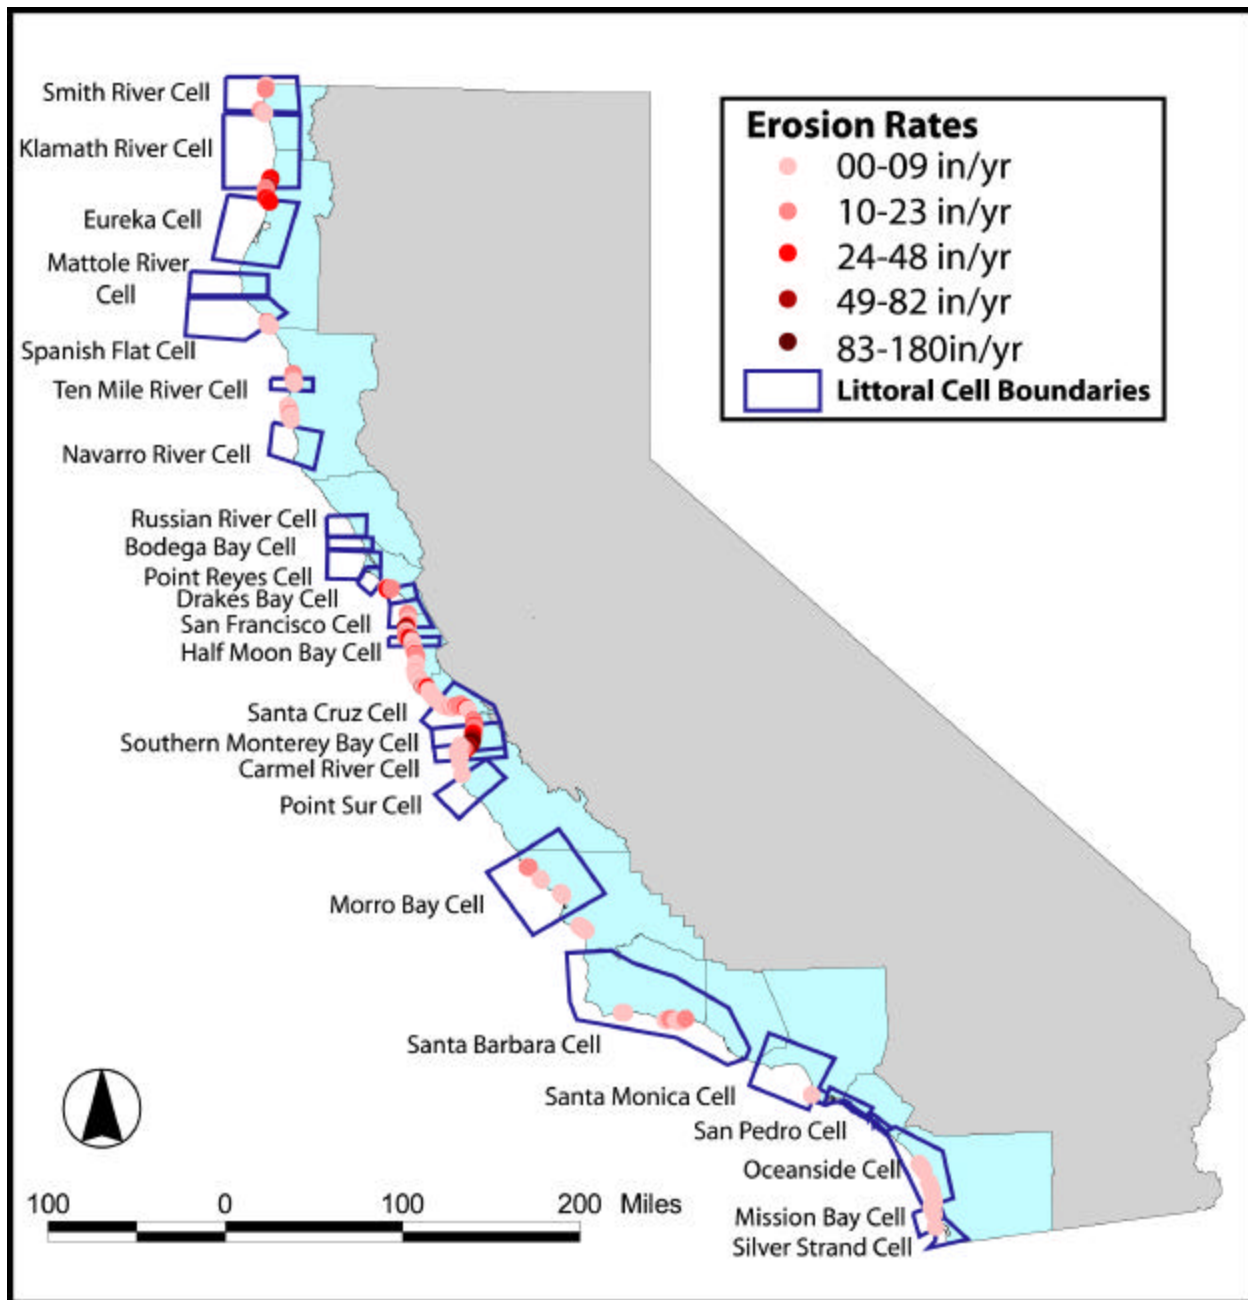 Smith River Cell
Klamath River Cell
Eureka Cell
Mattole River
Cell
Spanish Flat Cell
Ten Mile River Cell
Navarro River Cell
Russian River Cell
Bodega Bay Cell
Point Reyes Cell
Drakes Bay Cell
San Francisco Cell
Half Moon Bay Cell
Santa Cruz Cell
Southern Monterey Bay Cell
Carmel River Cell
Point Sur Cell
Morro Bay Cell
Santa Barbara Cell
Santa Monica Cell
San Pedro Cell
Oceanside Cell
Mission Bay Cell
Silver Strand Cell
Erosion Rates
00-09 in/yr
10-23 in/yr
24-48 in/yr
49-82 in/yr
83-180in/yr
Littoral Cell Boundaries
100 0 100 200 Miles